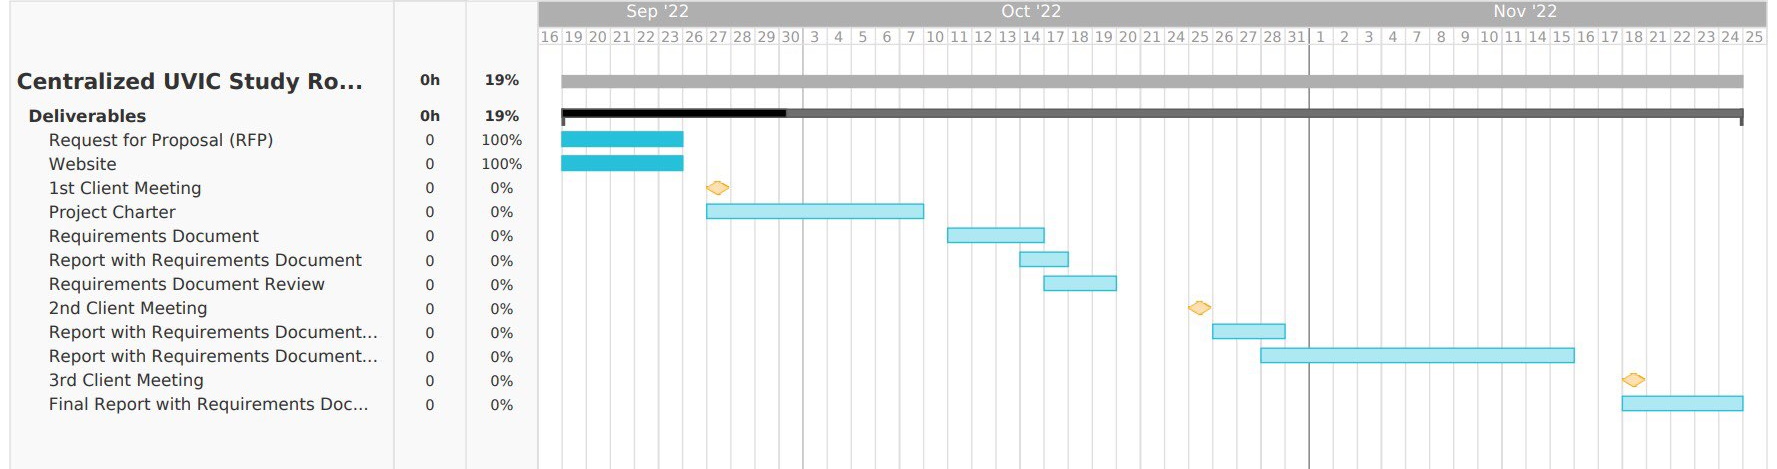 Sep '22 Oct '22 Nov '22
16 19 20 21 22 23 26 27 28 29 30 3 4 5 6 7 10 11 12 13 14 17 18 19 20 21 24 25 26 27 28 31 1 2 3 4 7 8 9 10 11 14 15 16 17 18 21 22 23 24 25
Centralized UVIC Study Ro... 0h 19%
Deliverables 0h 19%
Request for Proposal (RFP) 0 100%
Website 0 100%
1st Client Meeting 0 0%
Project Charter 0 0%
Requirements Document 0 0%
Report with Requirements Document 0 0%
Requirements Document Review 0 0%
2nd Client Meeting 0 0%
Report with Requirements Document... 0 0%
Report with Requirements Document... 0 0%
3rd Client Meeting 0 0%
Final Report with Requirements Doc... 0 0%